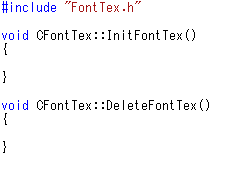 #include "FontTex.h"
void CFontTex::InitFontTex()
{
}
void CFontTex::DeleteFontTex()
{
}